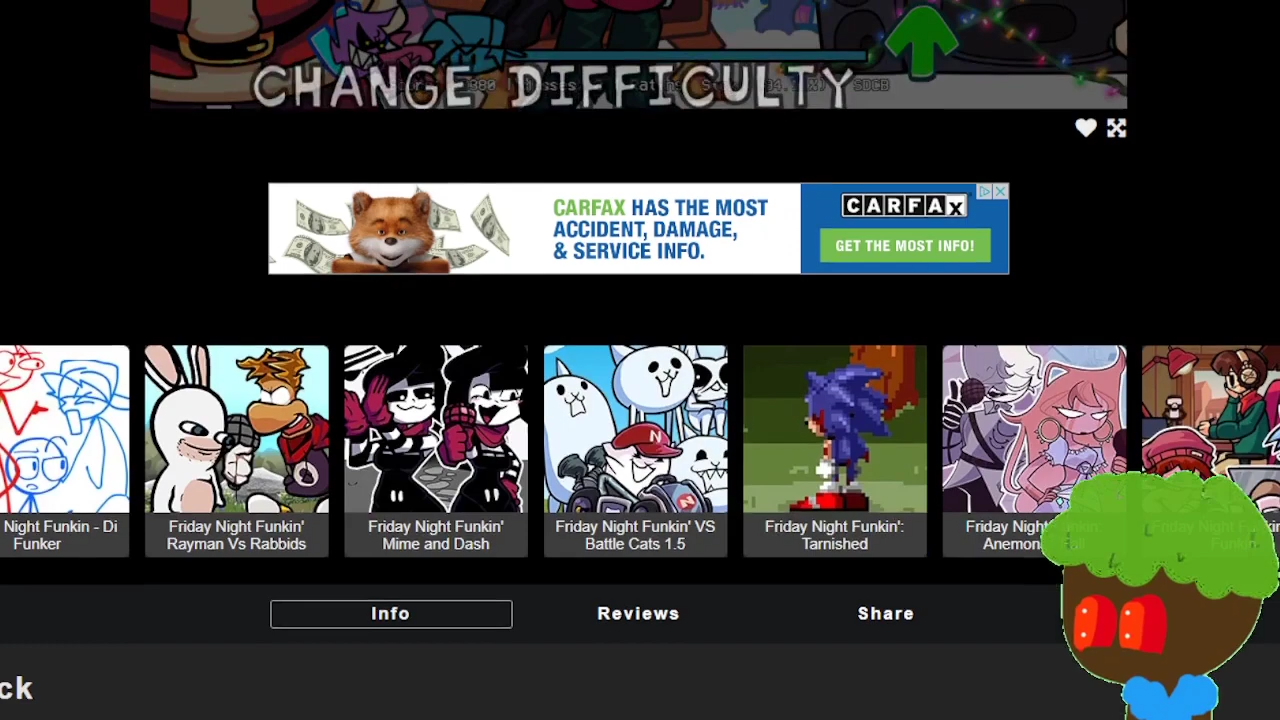 CHANGE DIFFICULTY
CARFAX HAS THE MOST
ACCIDENT, DAMAGE,
& SERVICE INFO.
CARFAX
GET THE MOST INFO!
Night Funkin - Di
Funker
Friday Night Funkin'
Rayman Vs Rabbids
Friday Night Funkin'
Mime and Dash
Friday Night Funkin' VS
Battle Cats 1.5
Friday Night Funkin':
Tarnished
Friday Night Funkin:
Info
Reviews
Share
ck